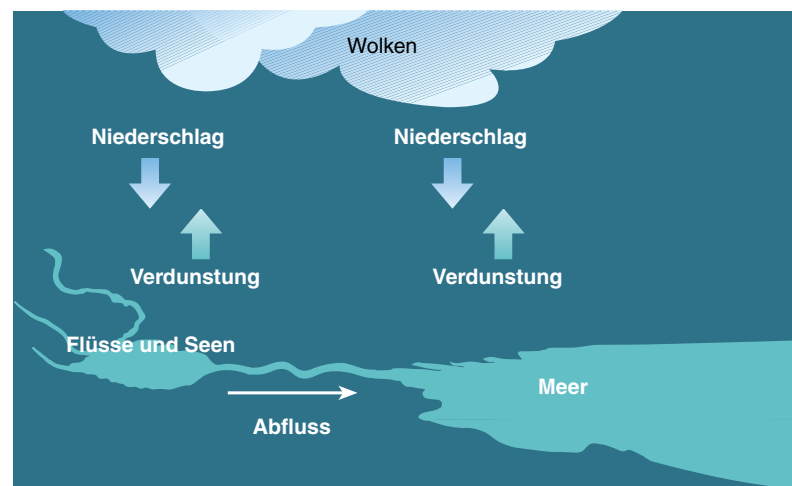 Wolken
Niederschlag
Niederschlag
Verdunstung
Verdunstung
Flüsse und Seen
Meer
Abfluss